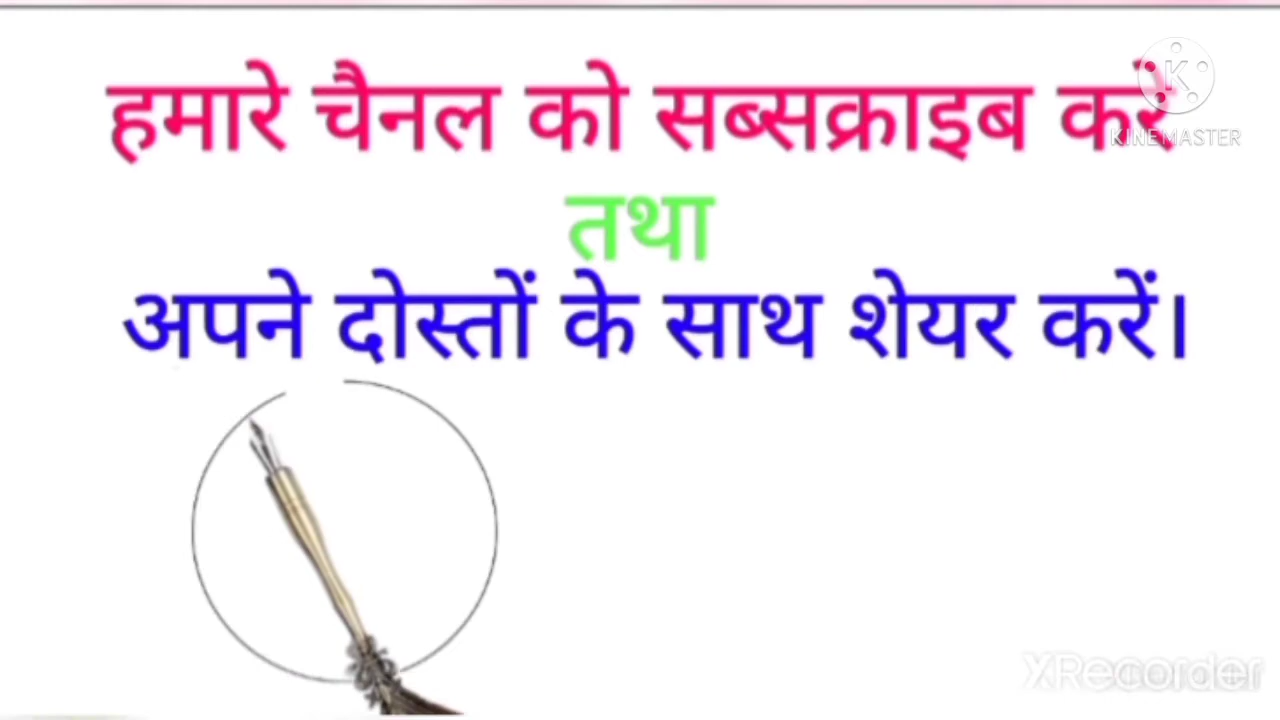 हमारे चैनल को सब्सक्राइब करे
तथा
अपने दोस्तों के साथ शेयर करें।
K
KINEMASTER
XRecorder